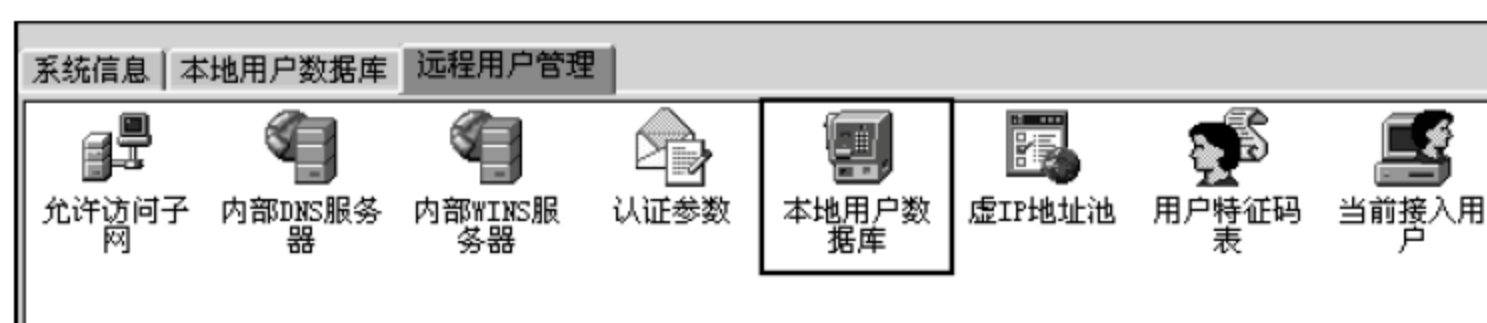 系统信息 本地用户数据库 远程用户管理
允许访问子网
内部DNS服务器
内部WINS服务器
认证参数
本地用户数据库
虚IP地址池
用户特征码表
当前接入用户